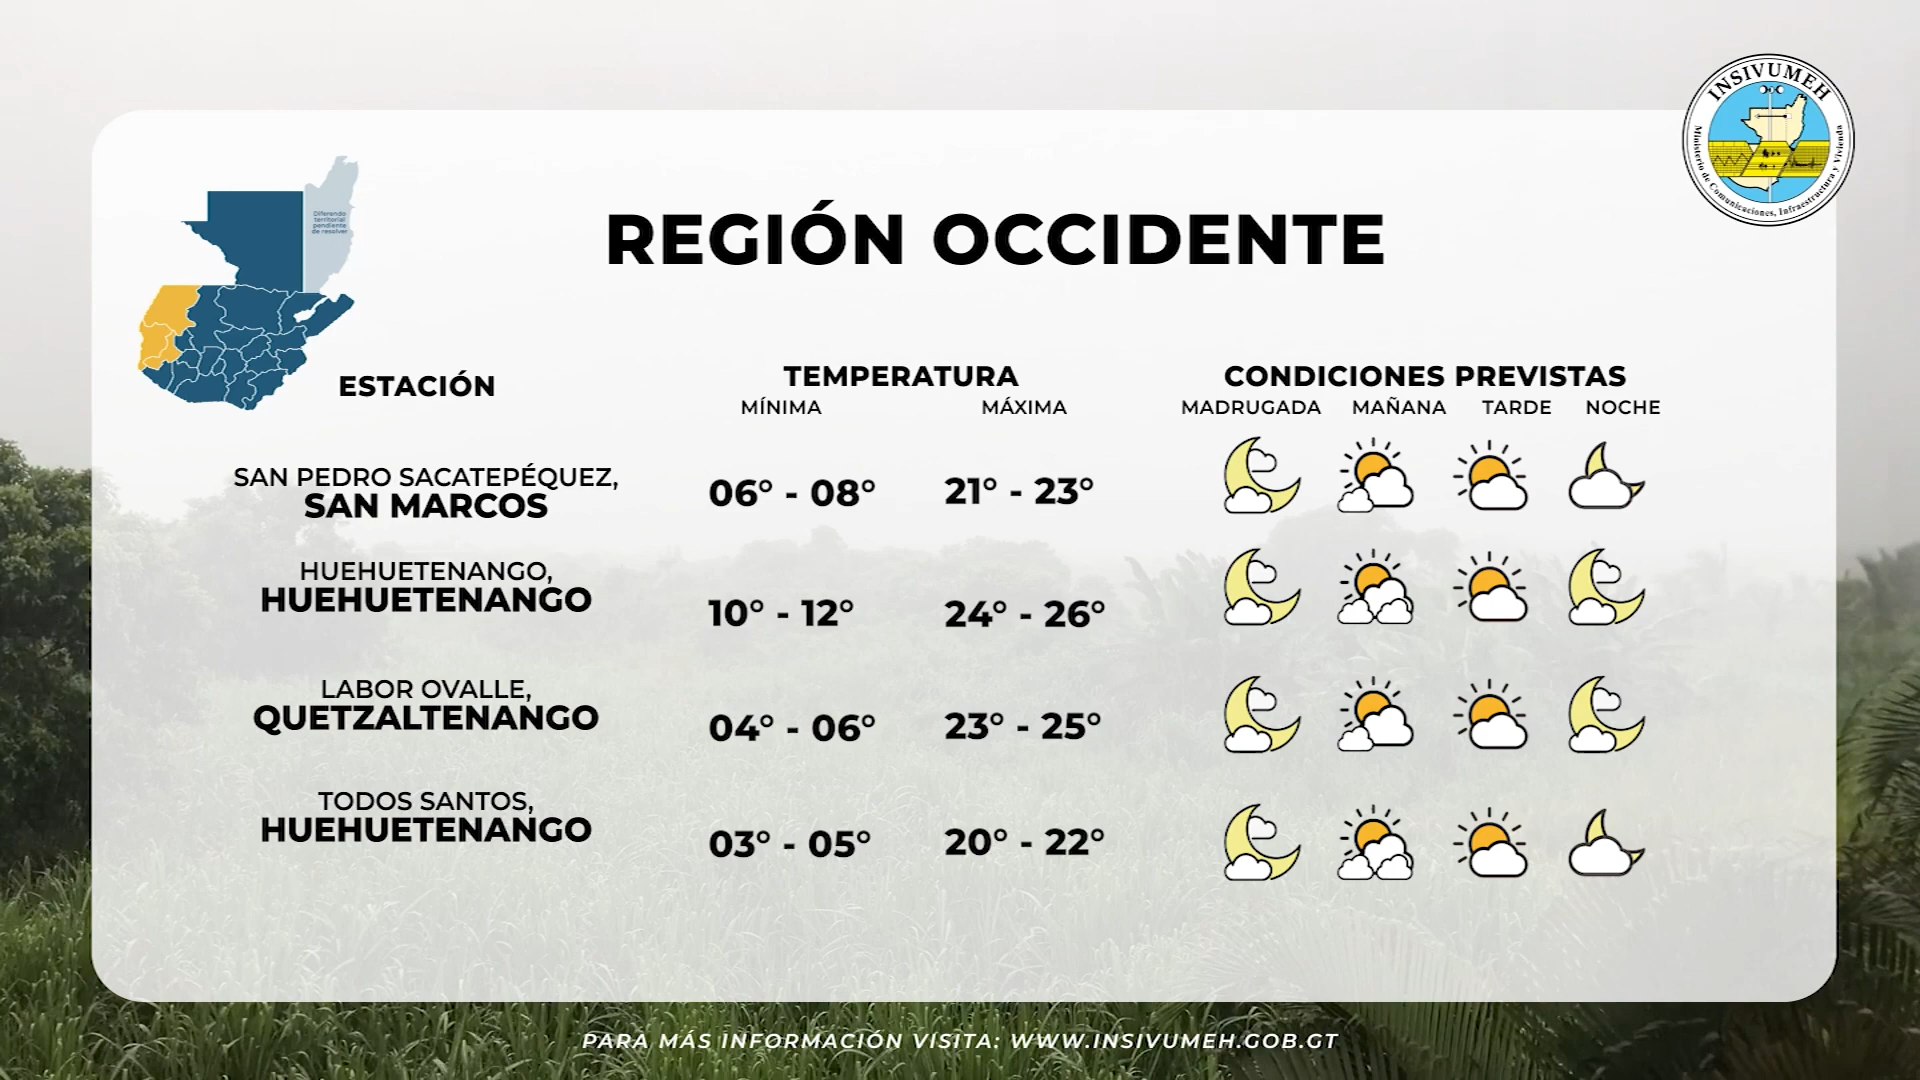 INSIVUMEH
Ministerio de Comunicaciones, Infraestructura y Vivienda
Diferendo
territorial
pendiente
de resolver
REGIÓN OCCIDENTE
ESTACIÓN
TEMPERATURA
CONDICIONES PREVISTAS
MÍNIMA MÁXIMA
MADRUGADA MAÑANA TARDE NOCHE
SAN PEDRO SACATEPÉQUEZ,
SAN MARCOS
06° - 08° 21° - 23°
HUEHUETENANGO,
HUEHUETENANGO
10° - 12° 24° - 26°
LABOR OVALLE,
QUETZALTENANGO
04° - 06° 23° - 25°
TODOS SANTOS,
HUEHUETENANGO
03° - 05° 20° - 22°
PARA MÁS INFORMACIÓN VISITA: WWW.INSIVUMEH.GOB.GT